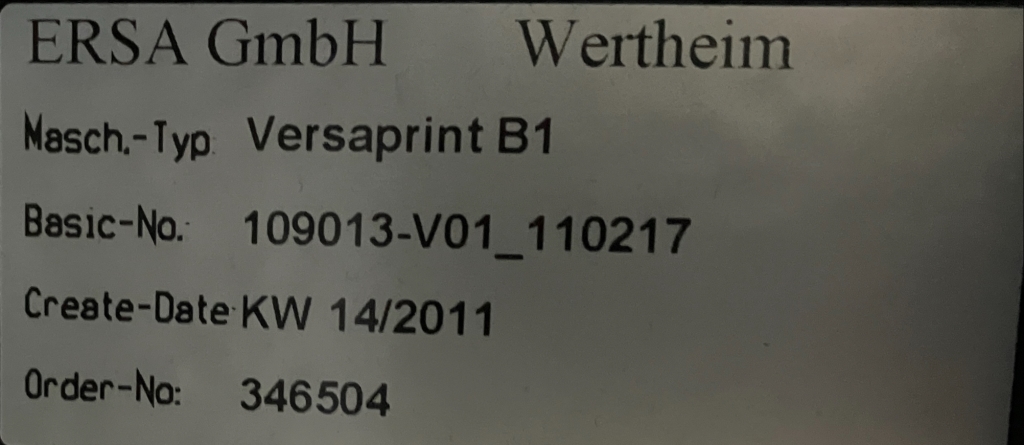 ERSA GmbH Wertheim
Masch.-Typ: Versaprint B1
Basic-No.: 109013-V01_110217
Create-Date: KW 14/2011
Order-No: 346504